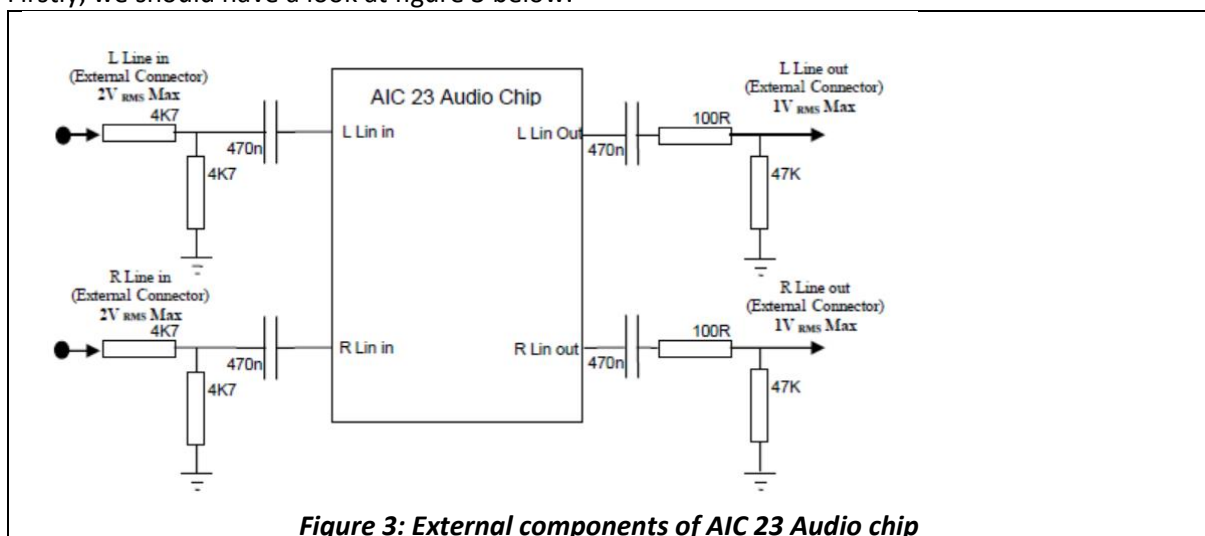 Firstly, we should have a look at figure 3 below:
L Line in
(External Connector)
2V RMS Max
4K7
470n
4K7
AIC 23 Audio Chip
L Lin in
L Lin Out
470n
100R
L Line out
(External Connector)
1V RMS Max
47K
R Line in
(External Connector)
2V RMS Max
4K7
470n
4K7
R Lin in
R Lin out
470n
100R
R Line out
(External Connector)
1V RMS Max
47K
Figure 3: External components of AIC 23 Audio chip